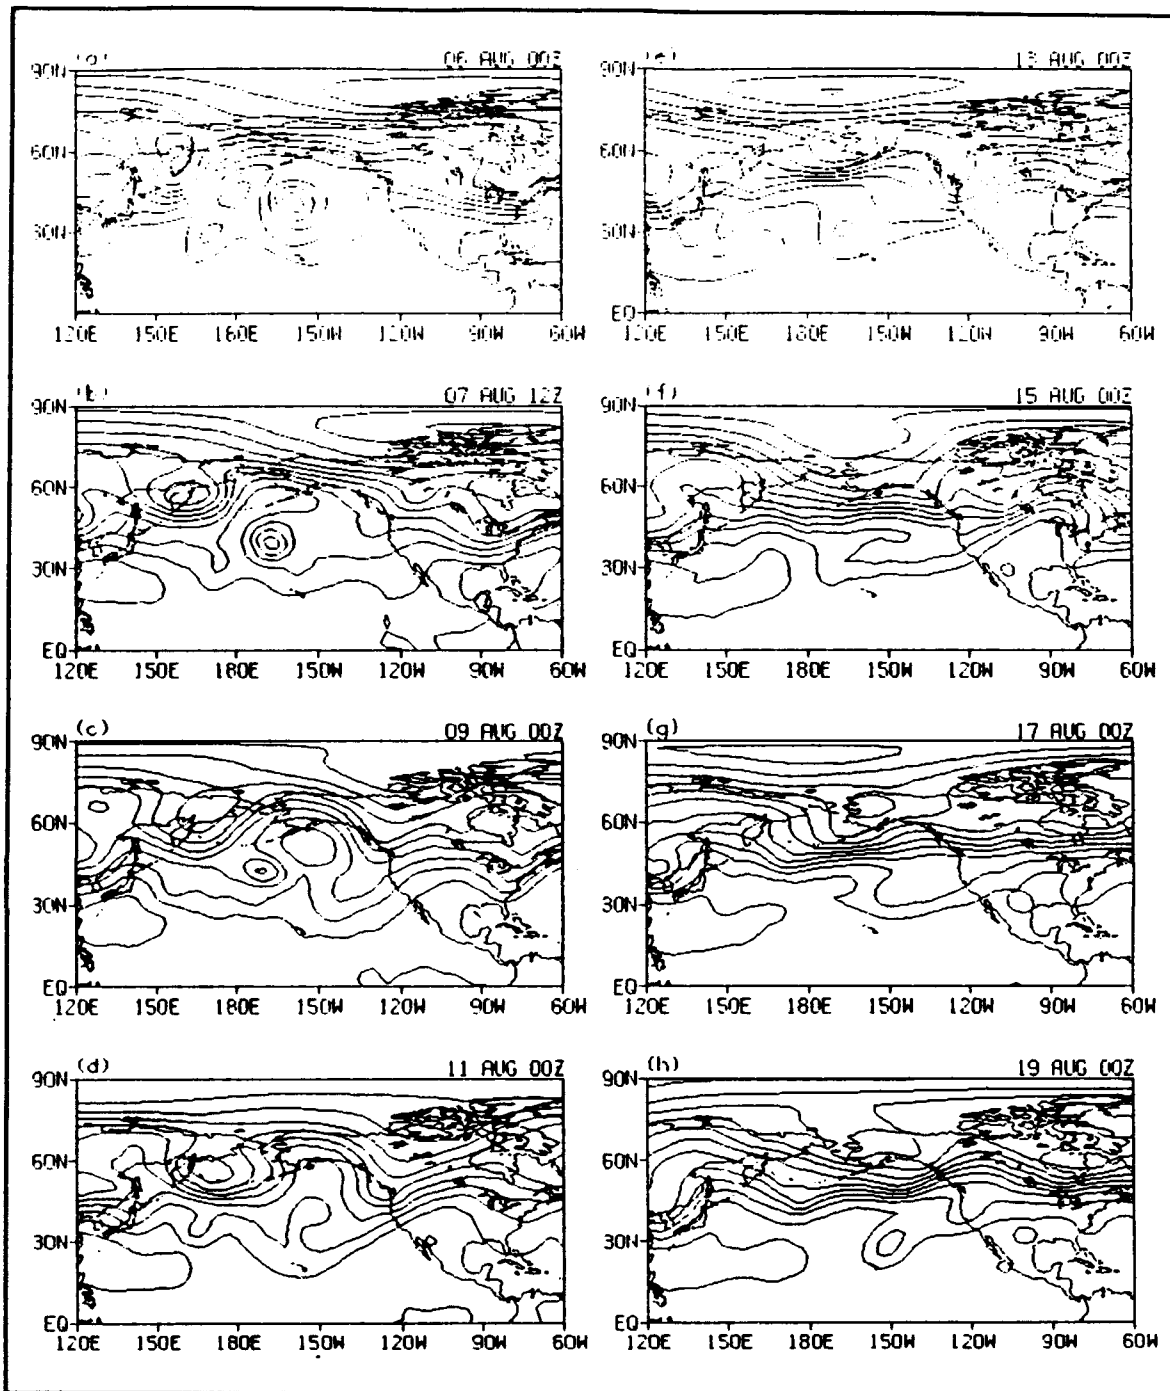 (a) 06 AUG 00Z
90N
60N
30N
EQ
120E 150E 180E 150W 120W 90W 60W
(e) 13 AUG 00Z
90N
60N
30N
EQ
120E 150E 180E 150W 120W 90W 60W
(b) 07 AUG 12Z
90N
60N
30N
EQ
120E 150E 180E 150W 120W 90W 60W
(f) 15 AUG 00Z
90N
60N
30N
EQ
120E 150E 180E 150W 120W 90W 60W
(c) 09 AUG 00Z
90N
60N
30N
EQ
120E 150E 180E 150W 120W 90W 60W
(g) 17 AUG 00Z
90N
60N
30N
EQ
120E 150E 180E 150W 120W 90W 60W
(d) 11 AUG 00Z
90N
60N
30N
EQ
120E 150E 180E 150W 120W 90W 60W
(h) 19 AUG 00Z
90N
60N
30N
EQ
120E 150E 180E 150W 120W 90W 60W